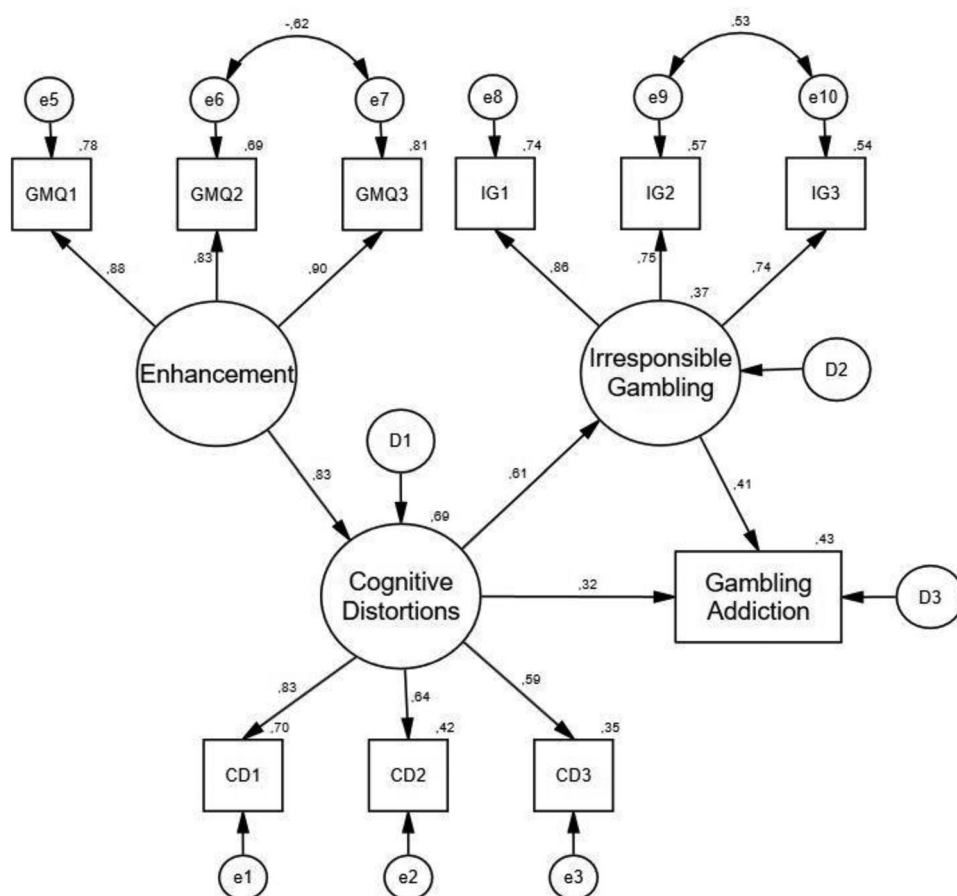 -,62
,53
e5
e6
e7
e8
e9
e10
,78
,69
,81
,74
,57
,54
GMQ1
GMQ2
GMQ3
IG1
IG2
IG3
,88
,83
,90
,86
,75
,74
,37
Enhancement
Irresponsible
Gambling
D2
D1
,83
,61
,41
,69
,43
Cognitive
Distortions
,32
Gambling
Addiction
D3
,83
,64
,59
,70
,42
,35
CD1
CD2
CD3
e1
e2
e3